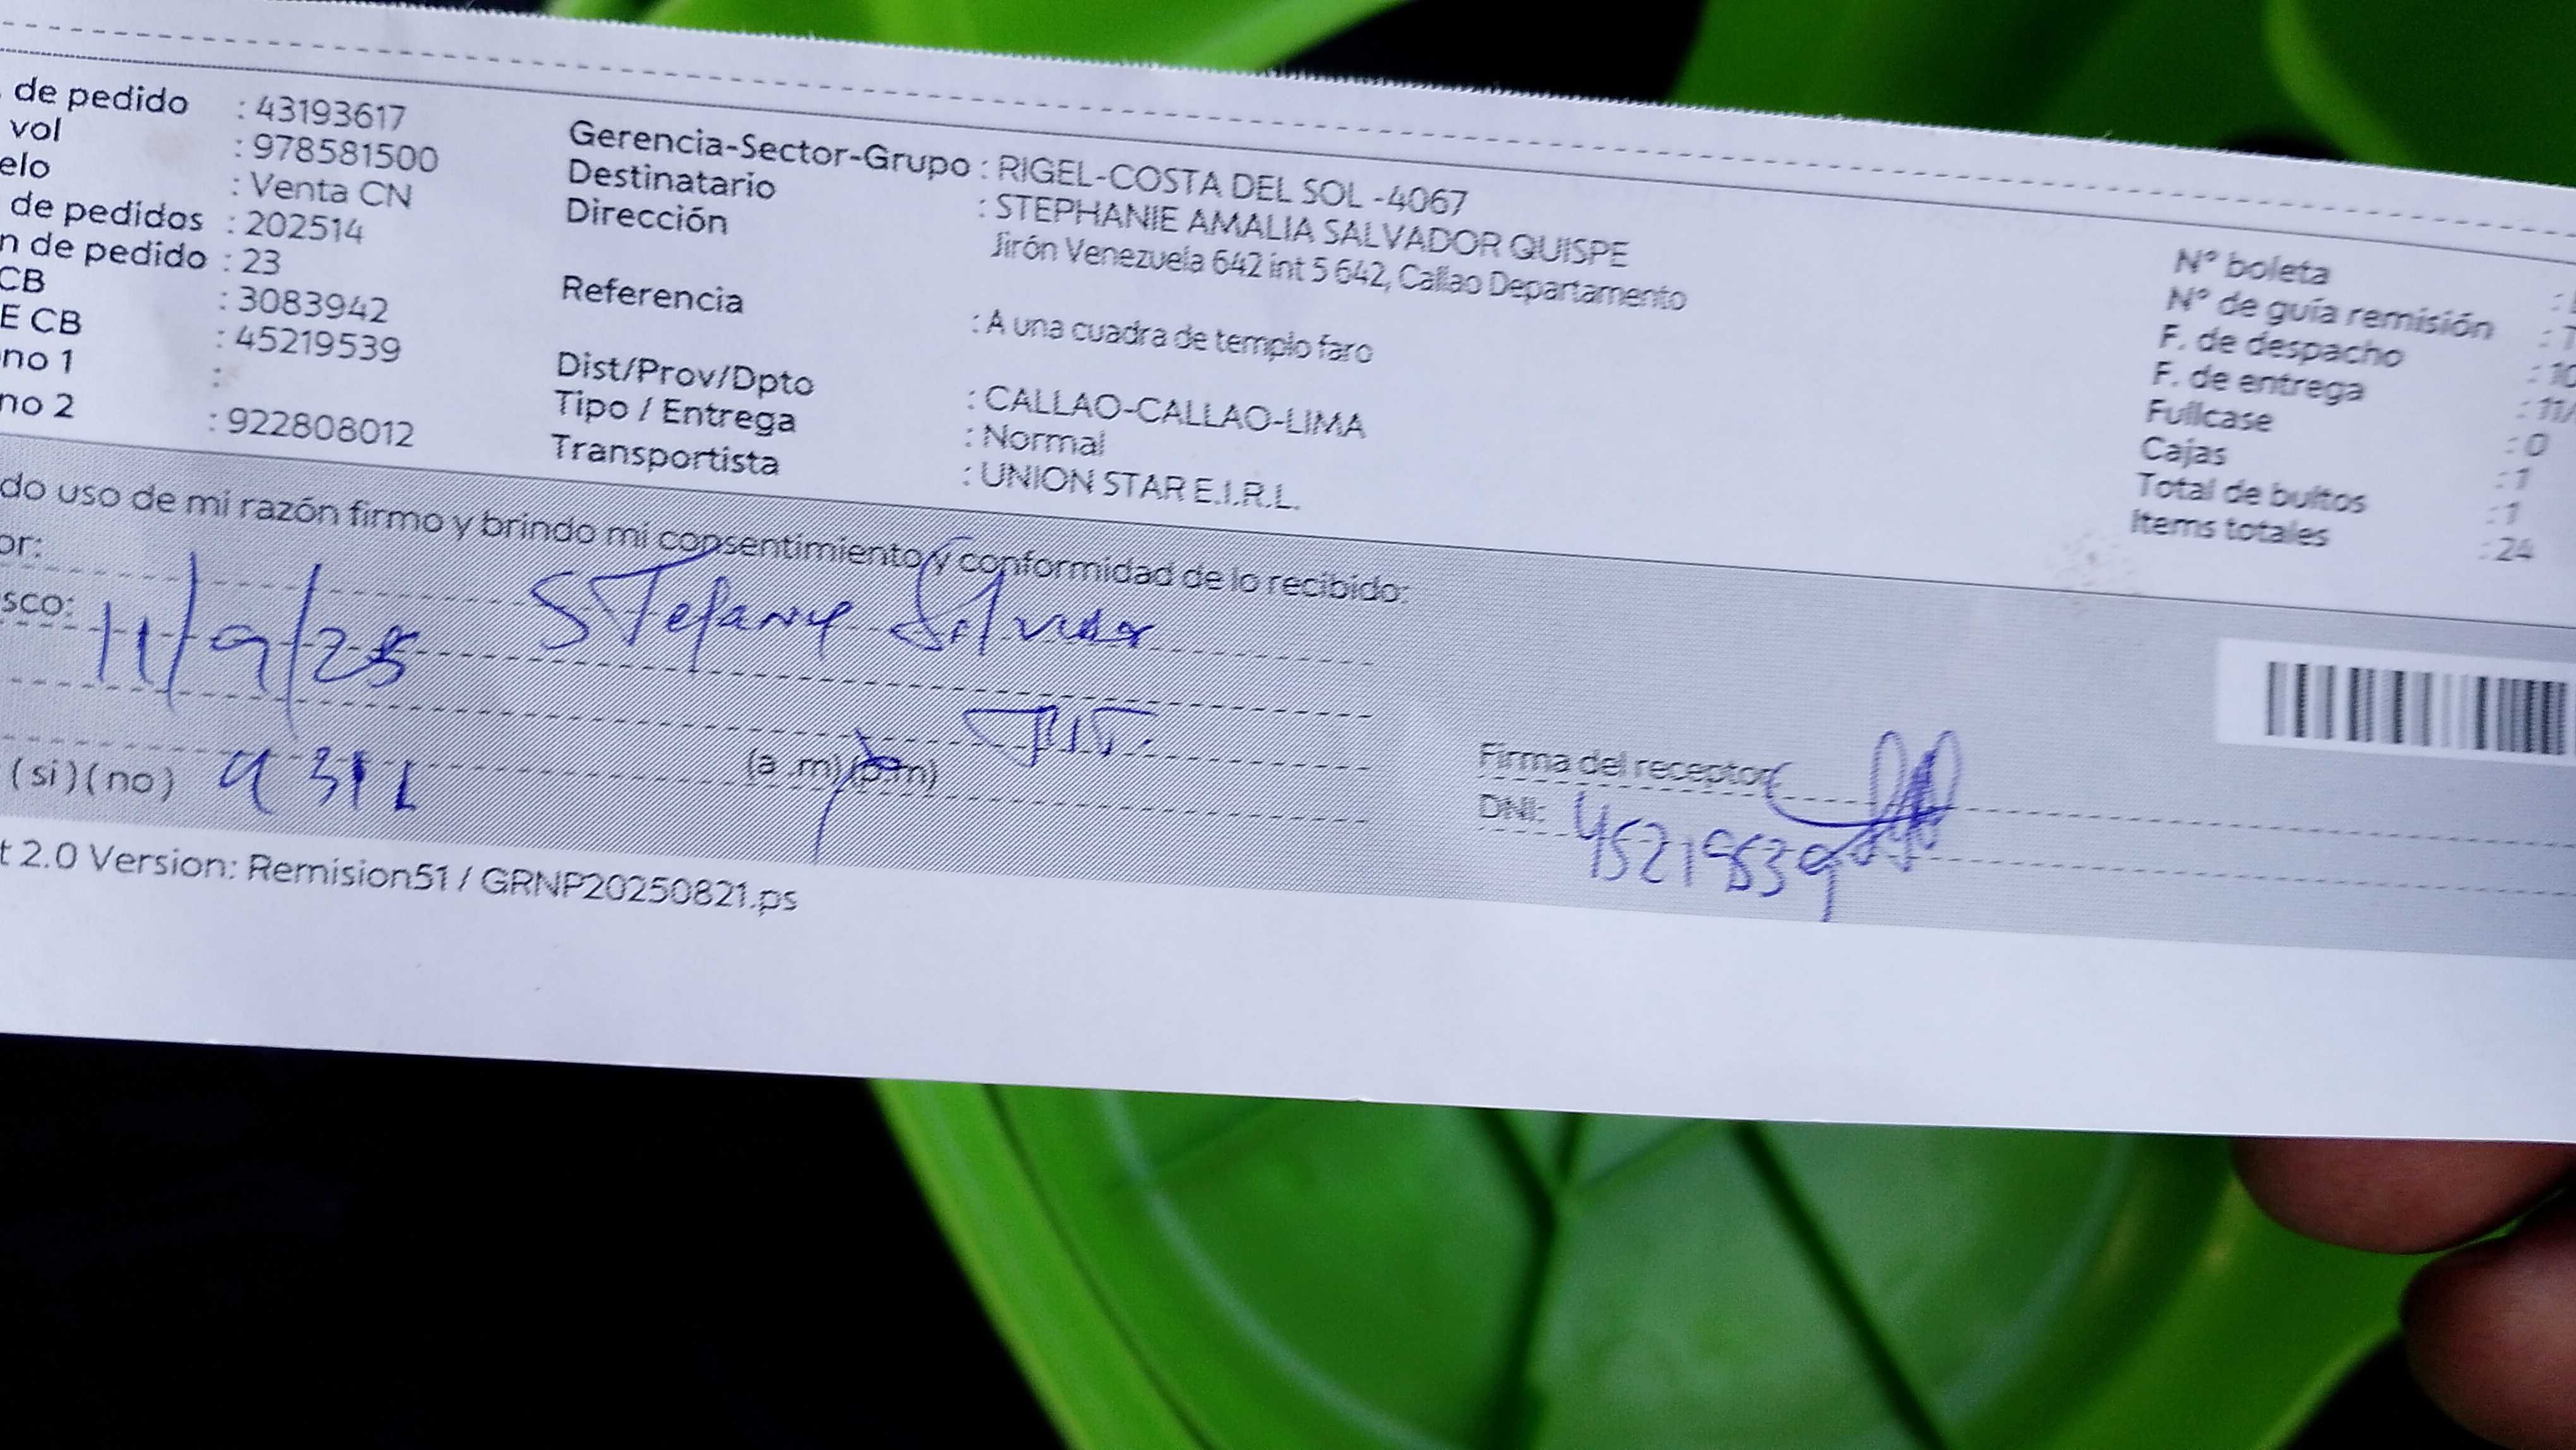 de pedido : 43193617
vol : 978581500
elo : Venta CN
de pedidos : 202514
n de pedido : 23
CB : 3083942
E CB : 45219539
no 1 :
no 2 : 922808012
Gerencia-Sector-Grupo : RIGEL-COSTA DEL SOL -4067
Destinatario : STEPHANIE AMALIA SALVADOR QUISPE
Dirección Jirón Venezuela 642 int 5 642, Callao Departamento
Referencia : A una cuadra de templo faro
Dist/Prov/Dpto : CALLAO-CALLAO-LIMA
Tipo / Entrega : Normal
Transportista : UNION STAR E.I.R.L.
N° boleta :
N° de guía remisión : T
F. de despacho : 10
F. de entrega : 11/
Fullcase : 0
Cajas : 1
Total de bultos : 1
Items totales : 24
do uso de mi razón firmo y brindo mi consentimiento y conformidad de lo recibido:
or: STefany Salvador
sco: 11/9/25 TIT.
(si)(no) 9311 (a .m)(p.m)
Firma del receptor
DNI: 45219539
t 2.0 Version: Remision51 / GRNP20250821.ps